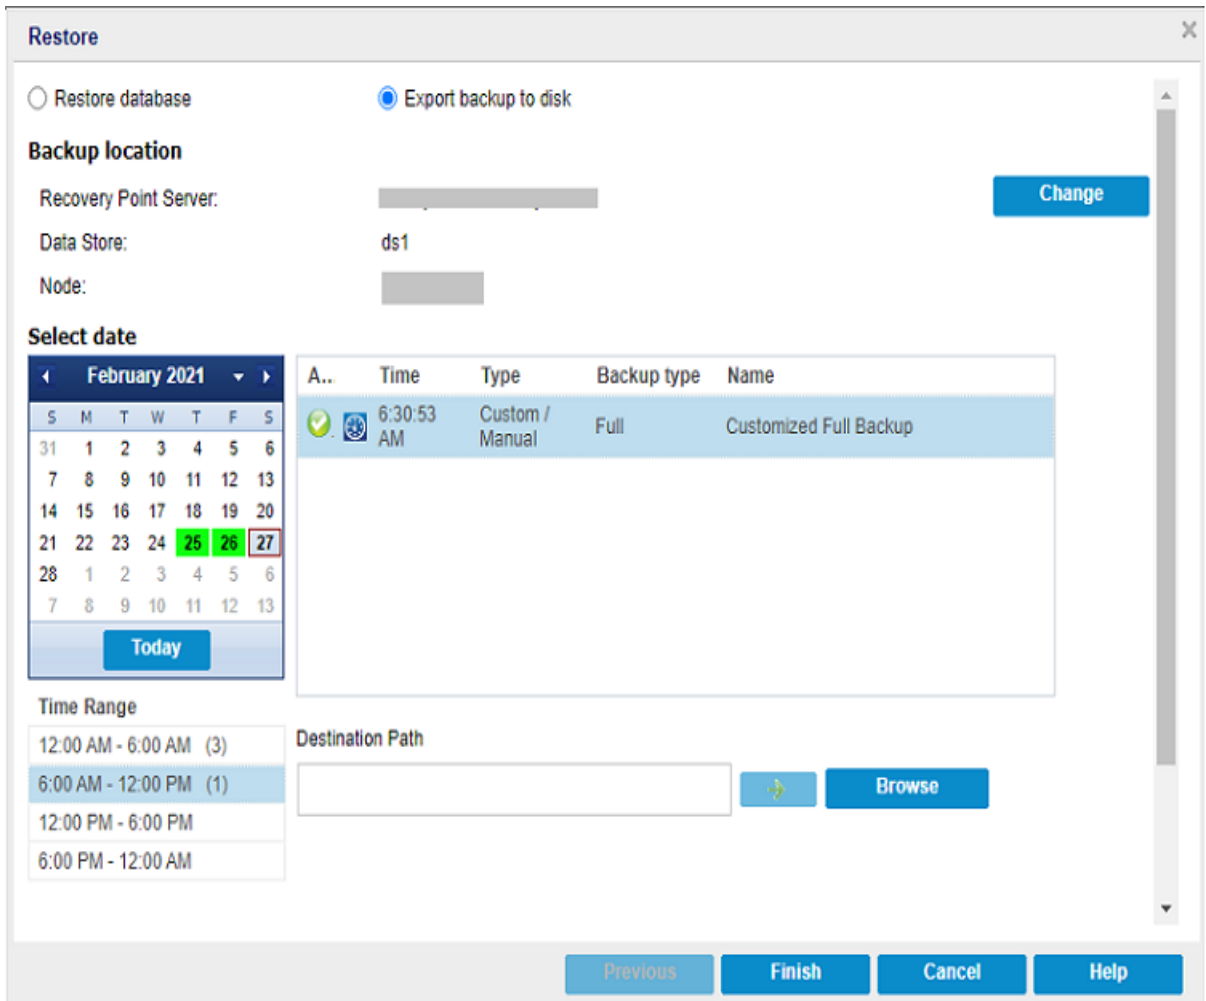 Restore
Restore database Export backup to disk
Backup location
Recovery Point Server:
Change
Data Store: ds1
Node:
Select date
February 2021
S M T W T F S
31 1 2 3 4 5 6
7 8 9 10 11 12 13
14 15 16 17 18 19 20
21 22 23 24 25 26 27
28 1 2 3 4 5 6
7 8 9 10 11 12 13
Today
A... Time Type Backup type Name
6:30:53 AM Custom / Manual Full Customized Full Backup
Time Range
12:00 AM - 6:00 AM (3)
6:00 AM - 12:00 PM (1)
12:00 PM - 6:00 PM
6:00 PM - 12:00 AM
Destination Path
Browse
Previous Finish Cancel Help